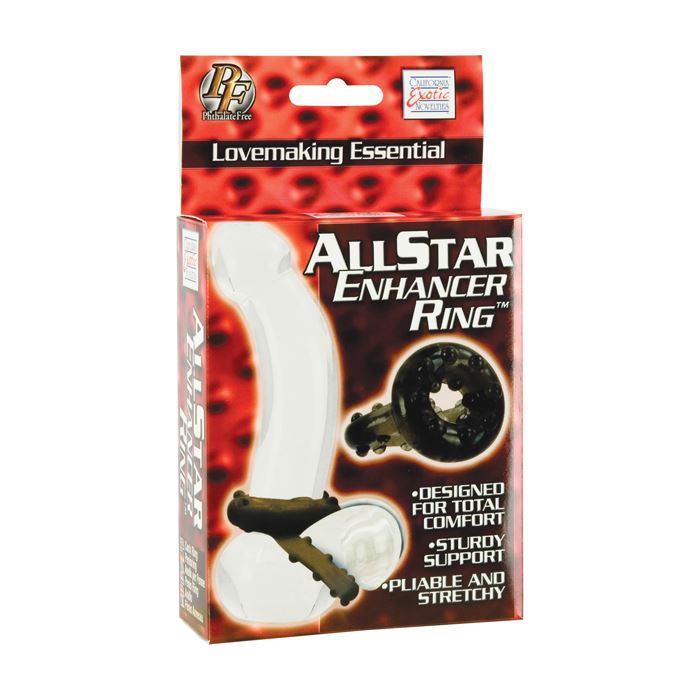 PF
Phthalate Free
CALIFORNIA
Exotic
NOVELTIES
Lovemaking Essential
ALLSTAR
ENHANCER
RING™
•DESIGNED
FOR TOTAL
COMFORT
•STURDY
SUPPORT
•PLIABLE AND
STRETCHY
ALLSTAR
ENHANCER
RING™